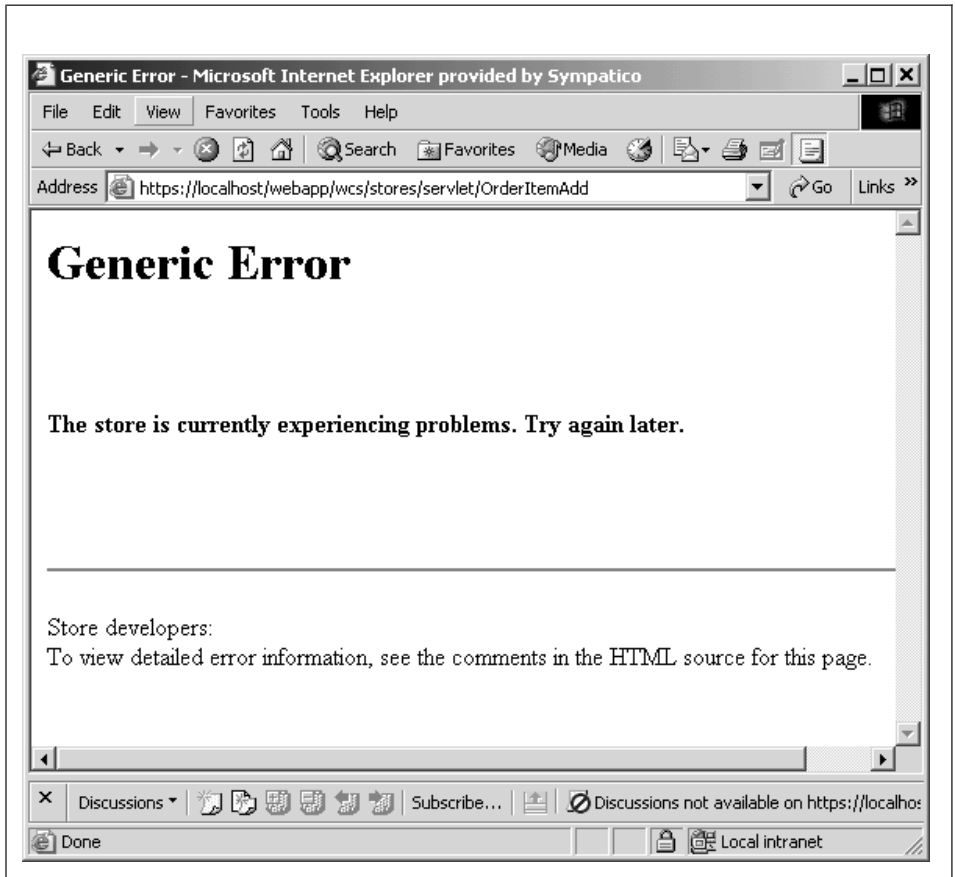 Generic Error - Microsoft Internet Explorer provided by Sympatico
File Edit View Favorites Tools Help
Back Search Favorites Media
Address https://localhost/webapp/wcs/stores/servlet/OrderItemAdd Go Links »
Generic Error
The store is currently experiencing problems. Try again later.
Store developers:
To view detailed error information, see the comments in the HTML source for this page.
× Discussions Subscribe... Discussions not available on https://localhos
Done Local intranet